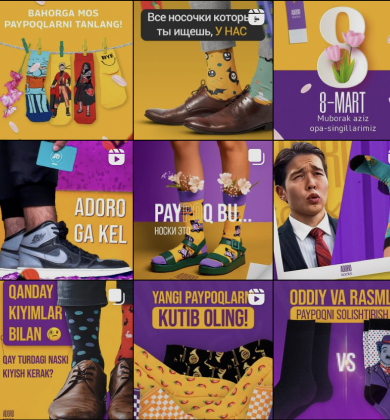 BAHORGA MOS
PAYPOQLARNI TANLANG!
Все носочки которые
ты ищешь, У НАС
8
8-MART
Muborak aziz
opa-singillarimiz
ADORO
GA KEL
BU...
НОСКИ ЭТО
QANDAY
KIYIMLAR
BILAN
QAY TURDAGI NASKI
KIYISH KERAK?
YANGI PAYPOQLARNI
KUTIB OLING!
ODDIY VA RASMI
PAYPOQNI SOLISHTIRISH
VS